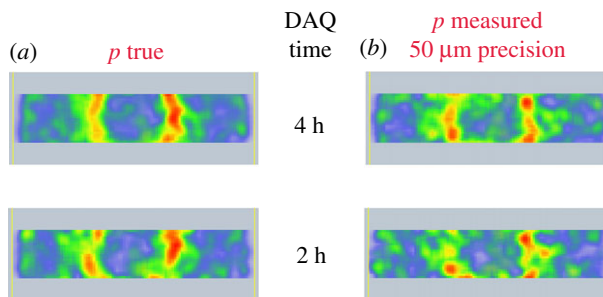 (a)
p true
DAQ
time
(b)
p measured
50 μm precision
4 h
2 h